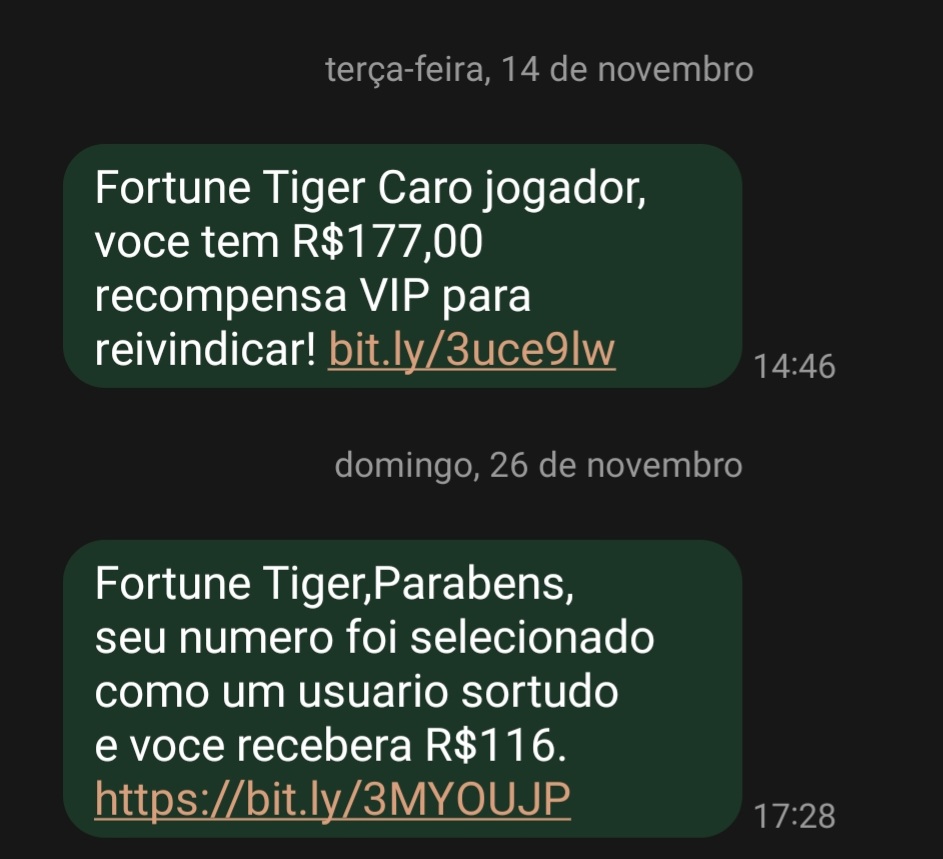 terça-feira, 14 de novembro
Fortune Tiger Caro jogador,
voce tem R$177,00
recompensa VIP para
reivindicar! bit.ly/3uce9lw
14:46
domingo, 26 de novembro
Fortune Tiger,Parabens,
seu numero foi selecionado
como um usuario sortudo
e voce recebera R$116.
https://bit.ly/3MYOUJP
17:28